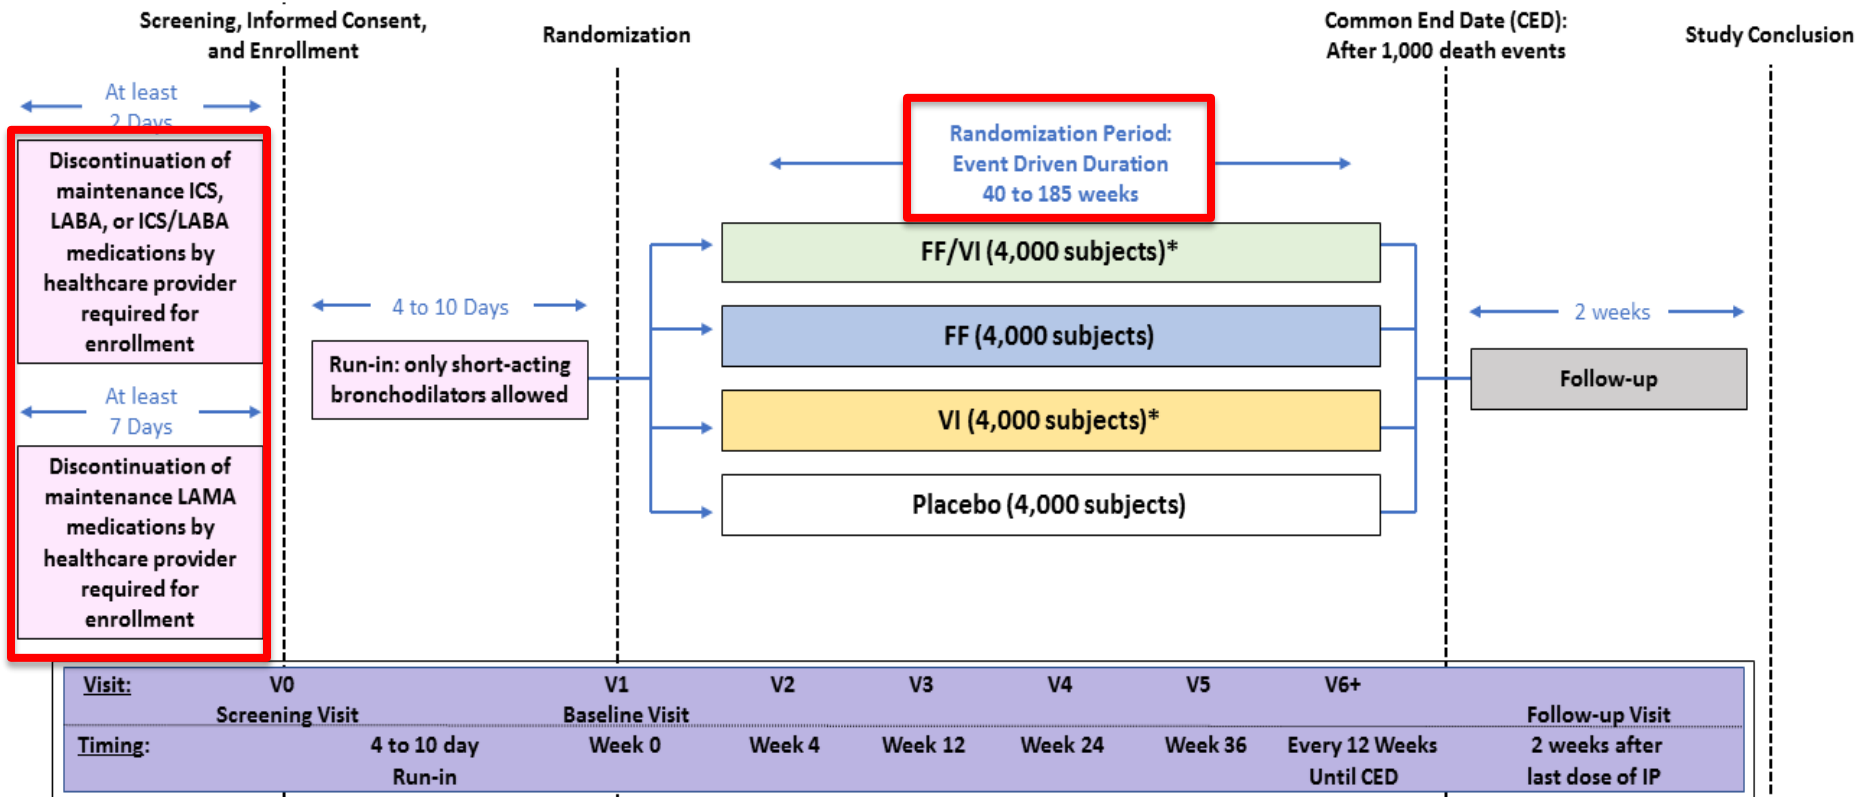 Screening, Informed Consent,
and Enrollment
Randomization
Common End Date (CED):
After 1,000 death events
Study Conclusion
At least
2 Days
Discontinuation of
maintenance ICS,
LABA, or ICS/LABA
medications by
healthcare provider
required for
enrollment
At least
7 Days
Discontinuation of
maintenance LAMA
medications by
healthcare provider
required for
enrollment
4 to 10 Days
Run-in: only short-acting
bronchodilators allowed
Randomization Period:
Event Driven Duration
40 to 185 weeks
FF/VI (4,000 subjects)*
FF (4,000 subjects)
VI (4,000 subjects)*
Placebo (4,000 subjects)
2 weeks
Follow-up
Visit: V0 V1 V2 V3 V4 V5 V6+
Screening Visit Baseline Visit Follow-up Visit
Timing: 4 to 10 day Week 0 Week 4 Week 12 Week 24 Week 36 Every 12 Weeks 2 weeks after
Run-in Until CED last dose of IP